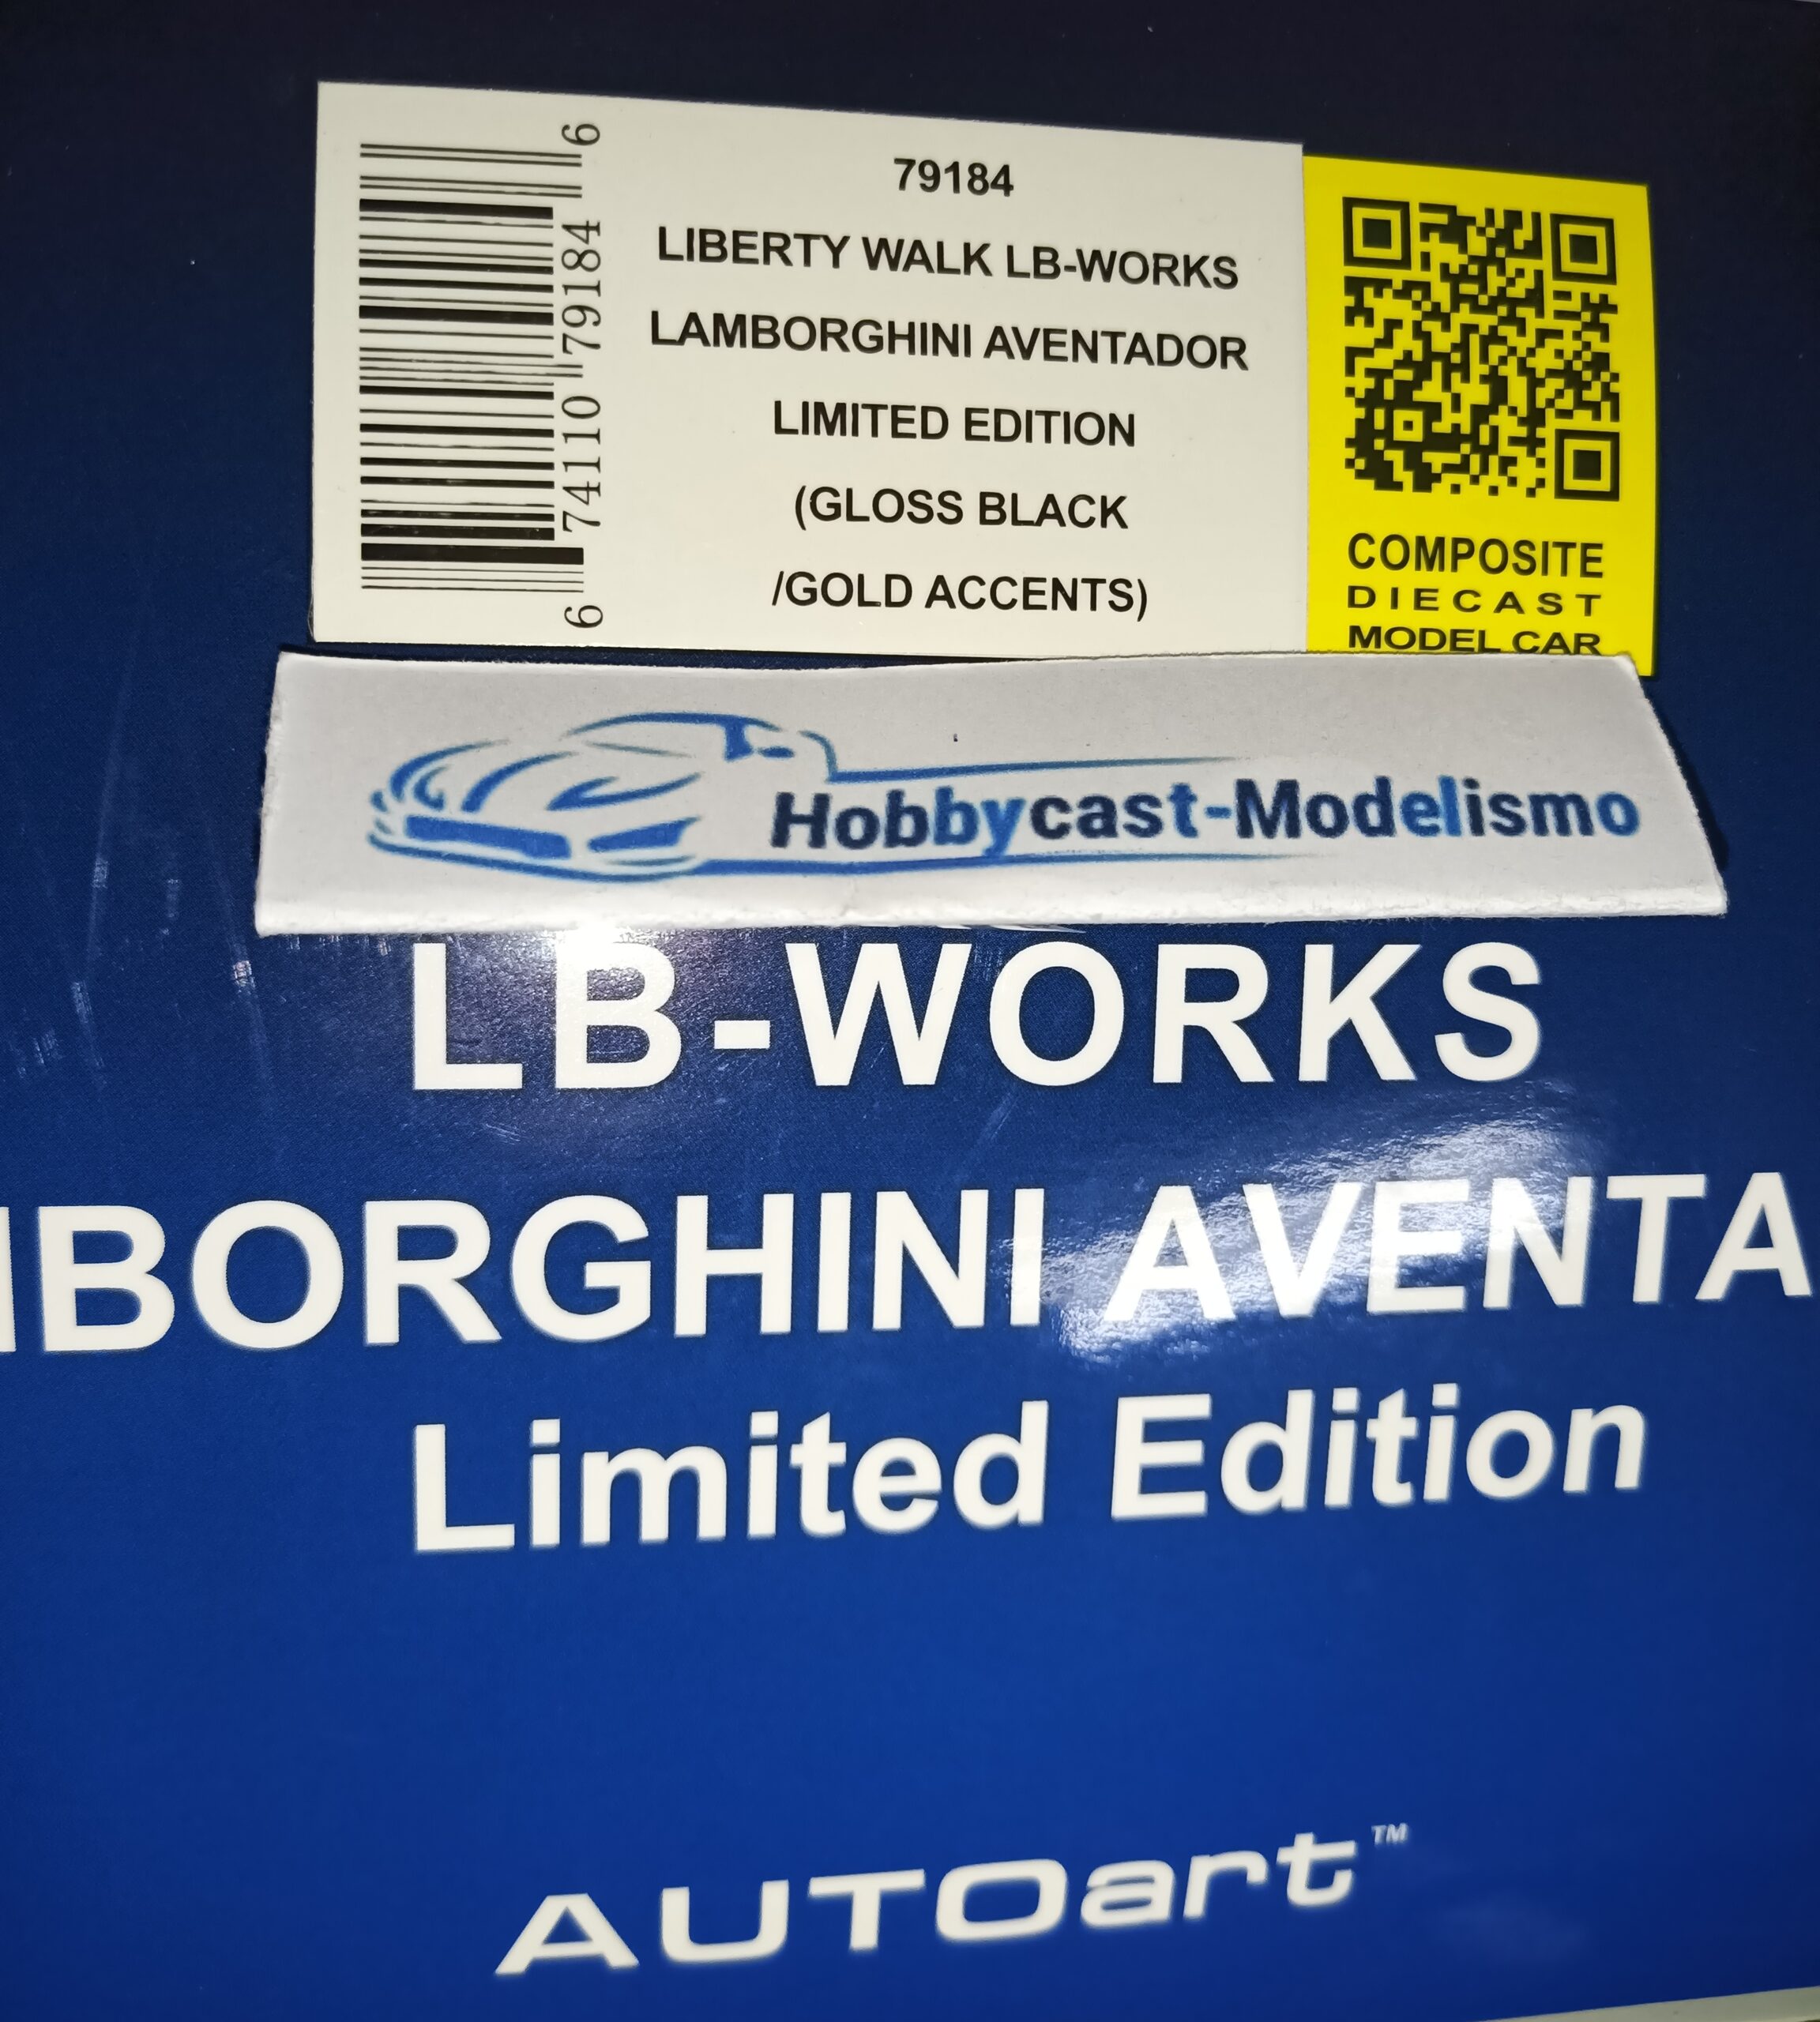 79184
LIBERTY WALK LB-WORKS
LAMBORGHINI AVENTADOR
LIMITED EDITION
(GLOSS BLACK
/GOLD ACCENTS)
6 74110 79184 6
COMPOSITE
DIECAST
MODEL CAR
Hobbycast-Modelismo
LB-WORKS
MBORGHINI AVENTA
Limited Edition
AUTOart™